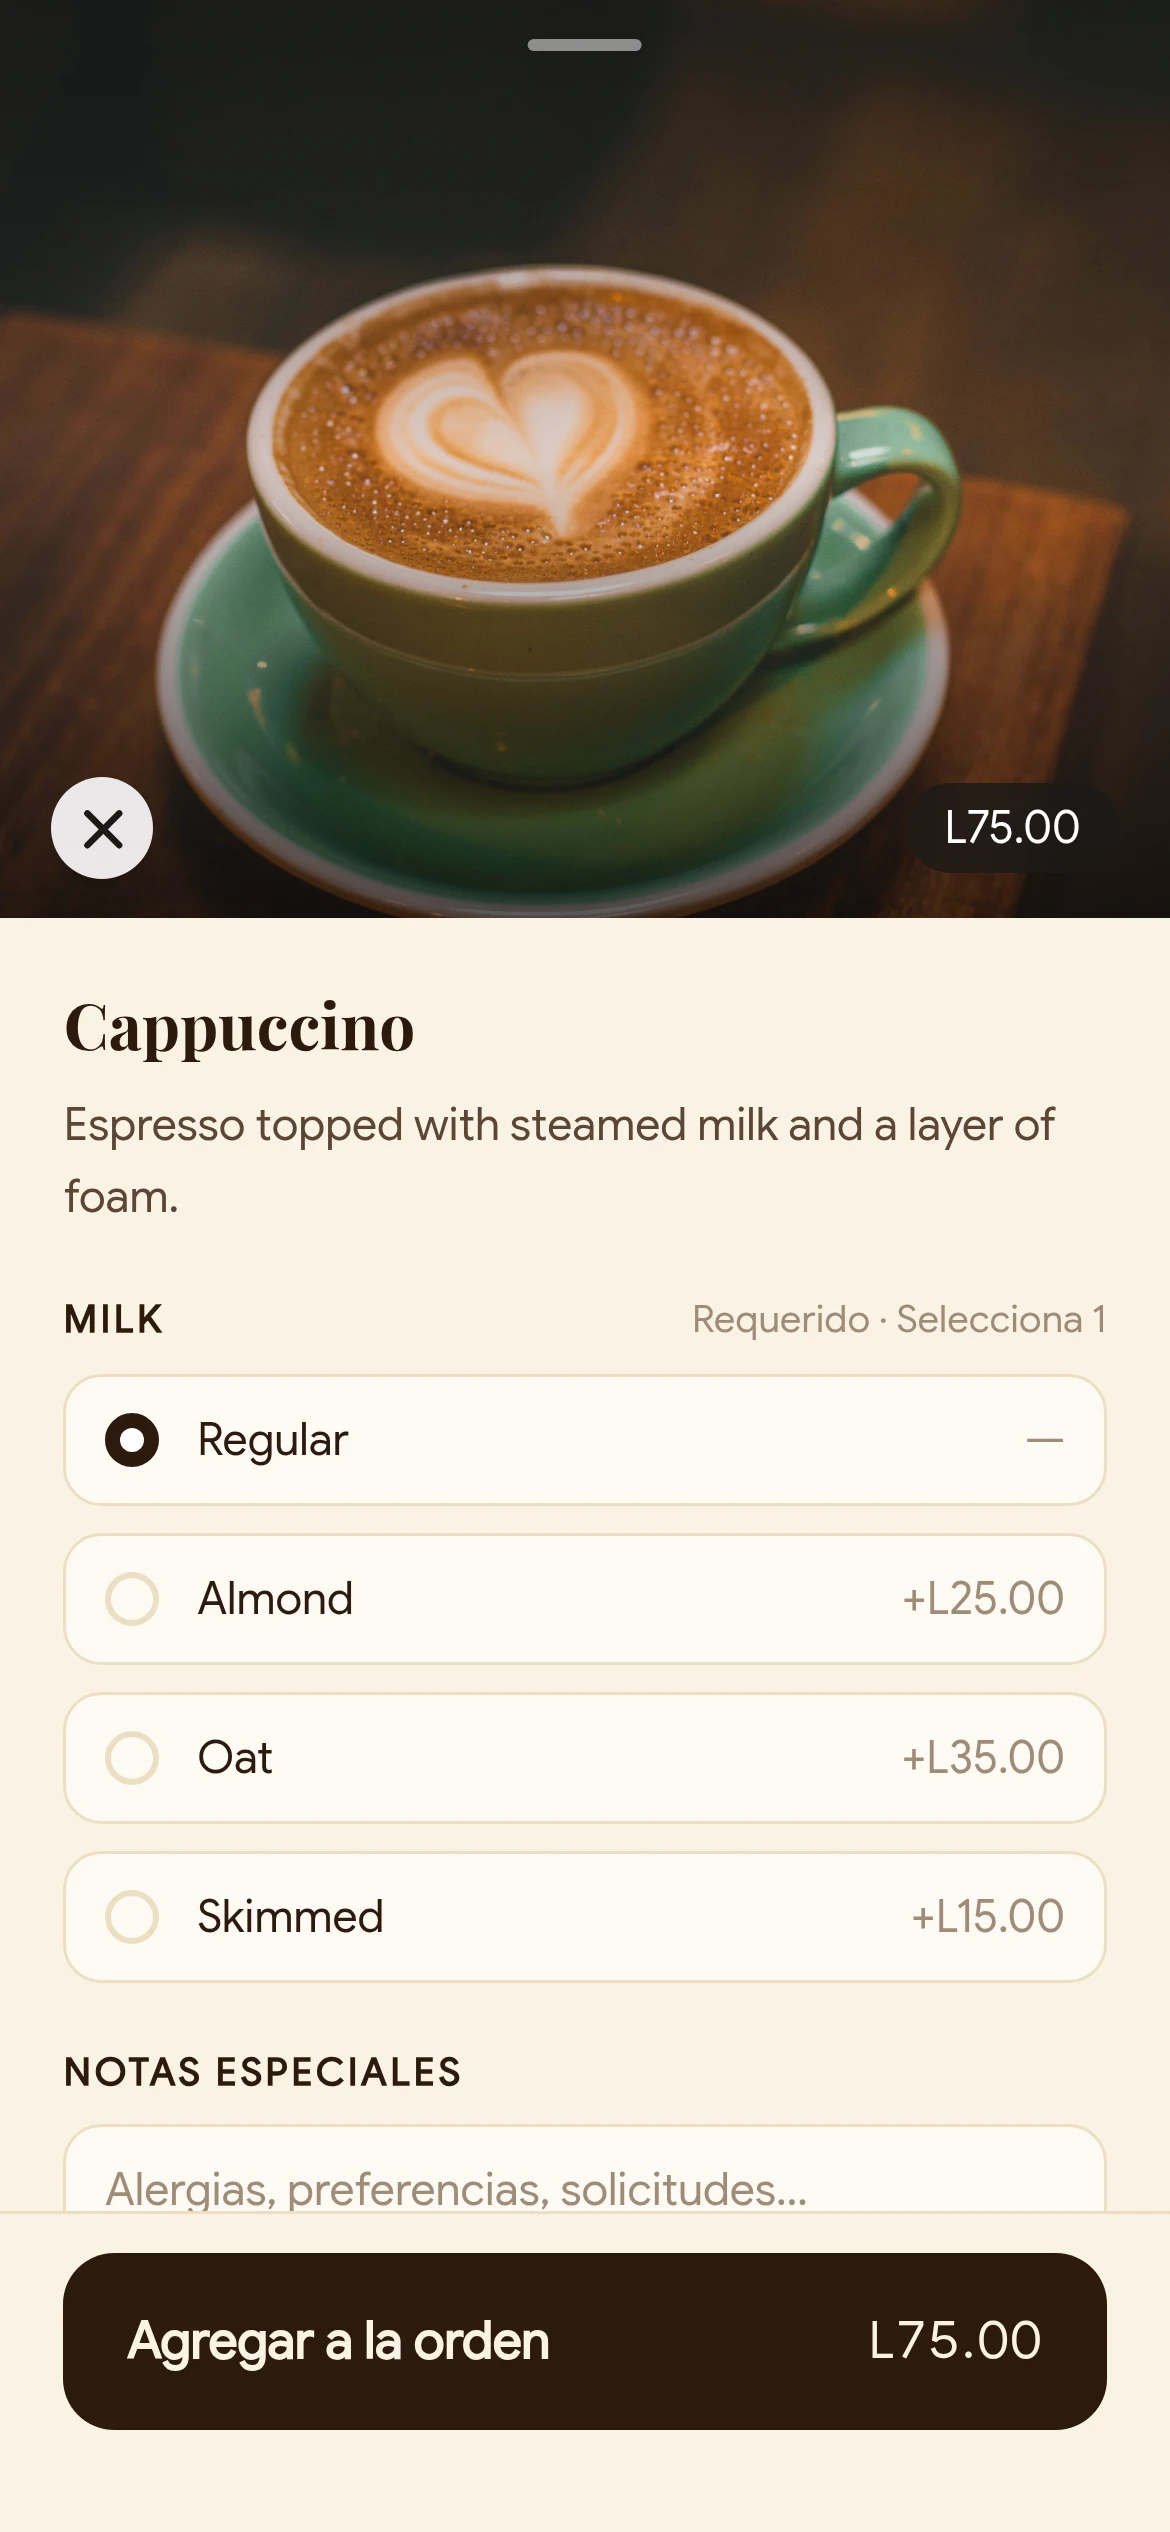 L75.00
Cappuccino
Espresso topped with steamed milk and a layer of
foam.
MILK
Requerido · Selecciona 1
Regular —
Almond +L25.00
Oat +L35.00
Skimmed +L15.00
NOTAS ESPECIALES
Alergias, preferencias, solicitudes...
Agregar a la orden L75.00